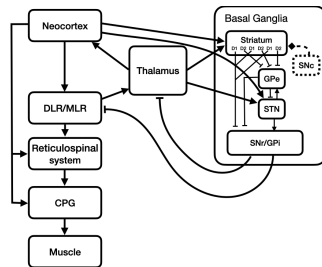 Basal Ganglia
Neocortex
Striatum
D1 D2 D1 D2 D1 D2
SNc
Thalamus
GPe
DLR/MLR
STN
Reticulospinal
system
SNr/GPi
CPG
Muscle